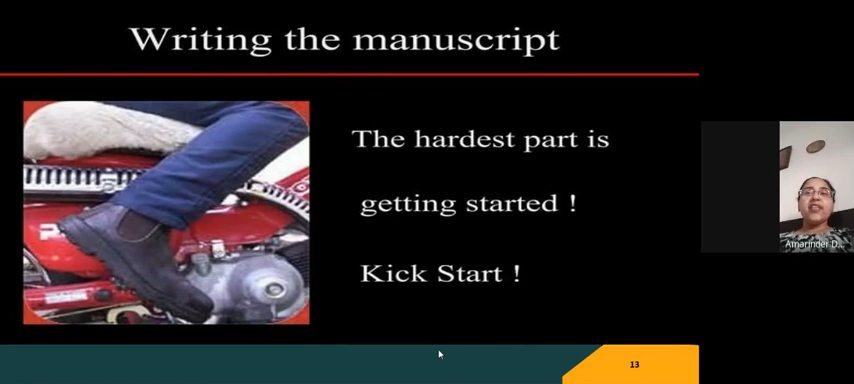 Writing the manuscript
The hardest part is
getting started !
Kick Start !
13
Amarinder D...